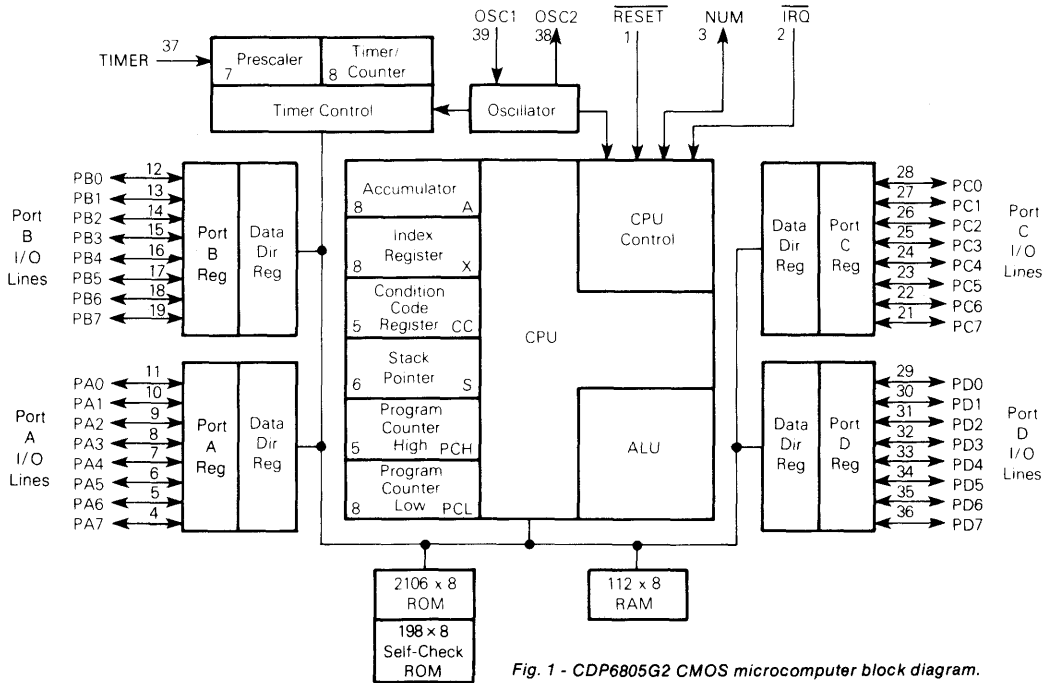 OSC1 OSC2 RESET NUM IRQ
39 38 1 3 2
TIMER 37
Prescaler
7
Timer/
Counter
8
Timer Control
Oscillator
Port
B
I/O
Lines
PB0 12
PB1 13
PB2 14
PB3 15
PB4 16
PB5 17
PB6 18
PB7 19
Port
B
Reg
Data
Dir
Reg
Port
A
I/O
Lines
PA0 11
PA1 10
PA2 9
PA3 8
PA4 7
PA5 6
PA6 5
PA7 4
Port
A
Reg
Data
Dir
Reg
Accumulator
8 A
Index
Register
8 X
Condition
Code
Register CC
5
Stack
Pointer
6 S
Program
Counter
High PCH
5
Program
Counter
Low PCL
8
CPU
CPU
Control
ALU
Data
Dir
Reg
Port
C
Reg
28 PC0
27 PC1
26 PC2
25 PC3
24 PC4
23 PC5
22 PC6
21 PC7
Port
C
I/O
Lines
Data
Dir
Reg
Port
D
Reg
29 PD0
30 PD1
31 PD2
32 PD3
33 PD4
34 PD5
35 PD6
36 PD7
Port
D
I/O
Lines
2106 x 8
ROM
198 x 8
Self-Check
ROM
112 x 8
RAM
Fig. 1 - CDP6805G2 CMOS microcomputer block diagram.